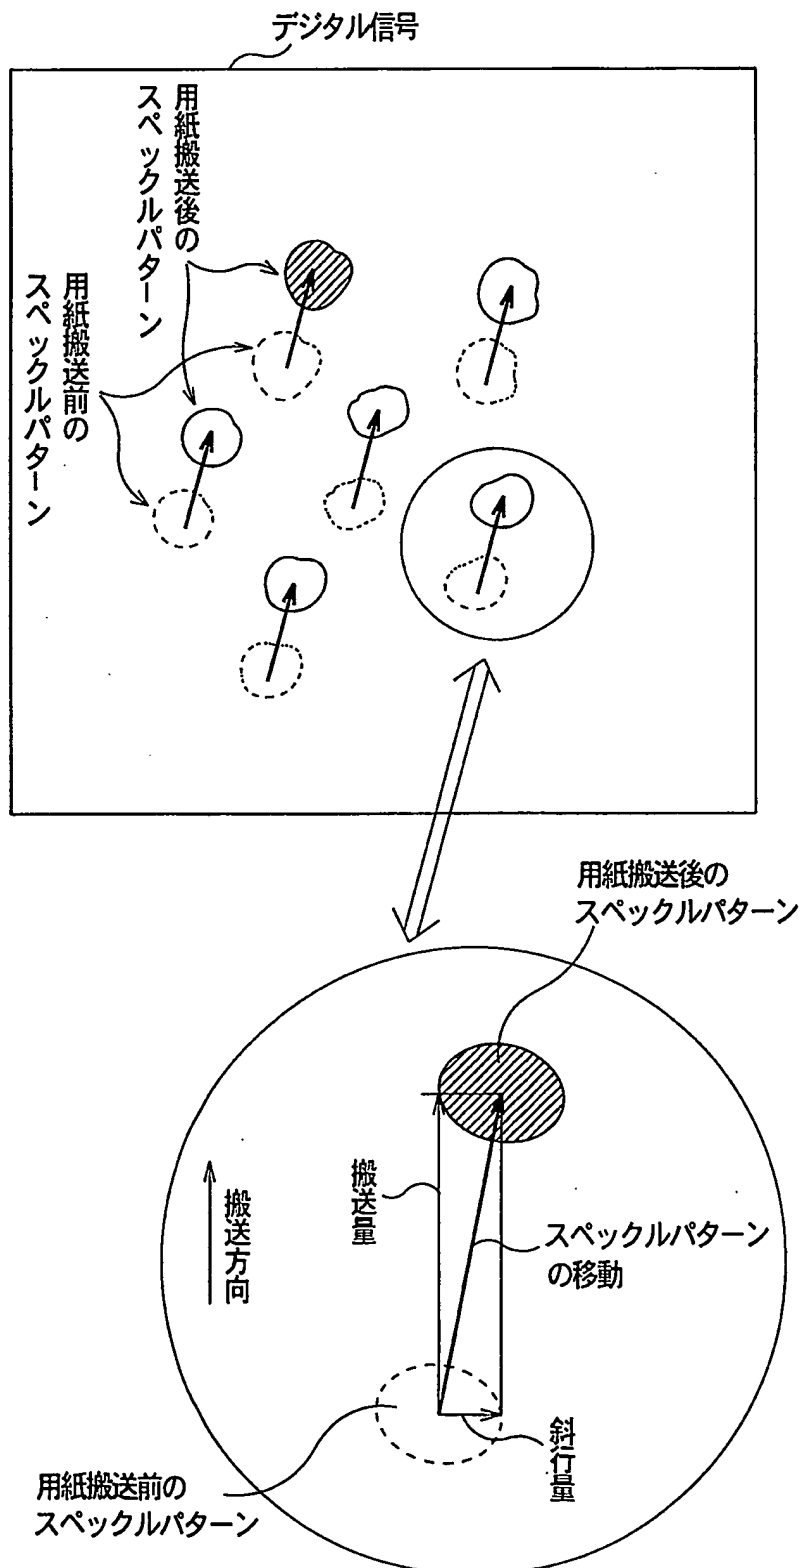 デジタル信号
用紙搬送後の
スペックルパターン
用紙搬送前の
スペックルパターン
用紙搬送後の
スペックルパターン
搬送量
搬送方向
スペックルパターン
の移動
斜行量
用紙搬送前の
スペックルパターン